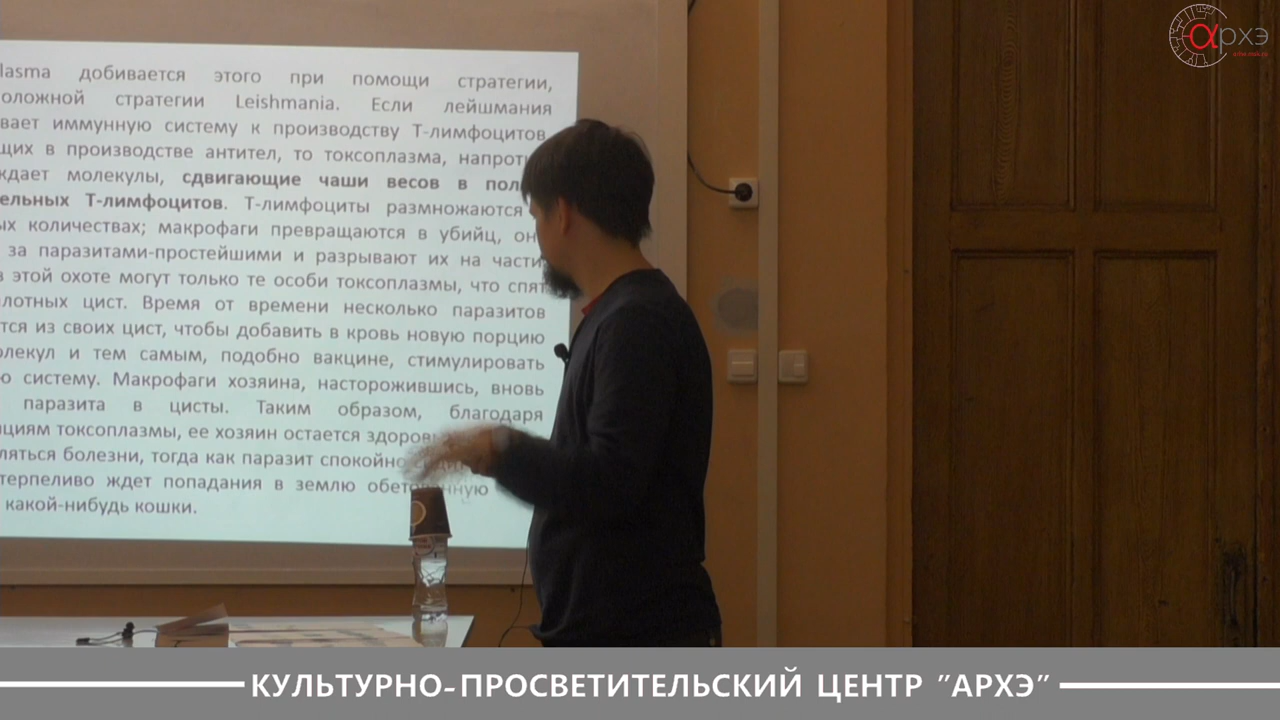 lasma добивается этого при помощи стратегии,
оложной стратегии Leishmania. Если лейшмания
вает иммунную систему к производству Т-лимфоцитов
щих в производстве антител, то токсоплазма, напроти
ждает молекулы, сдвигающие чаши весов в поль
ельных Т-лимфоцитов. Т-лимфоциты размножаются
ых количествах; макрофаги превращаются в убийц, они
за паразитами-простейшими и разрывают их на части.
в этой охоте могут только те особи токсоплазмы, что спят
лотных цист. Время от времени несколько паразитов
тся из своих цист, чтобы добавить в кровь новую порцию
олекул и тем самым, подобно вакцине, стимулировать
ю систему. Макрофаги хозяина, насторожившись, вновь
паразита в цисты. Таким образом, благодаря
циям токсоплазмы, ее хозяин остается здоровы
ляться болезни, тогда как паразит спокойно
терпеливо ждет попадания в землю обетованную
какой-нибудь кошки.
αрхэ
КУЛЬТУРНО-ПРОСВЕТИТЕЛЬСКИЙ ЦЕНТР "АРХЭ"